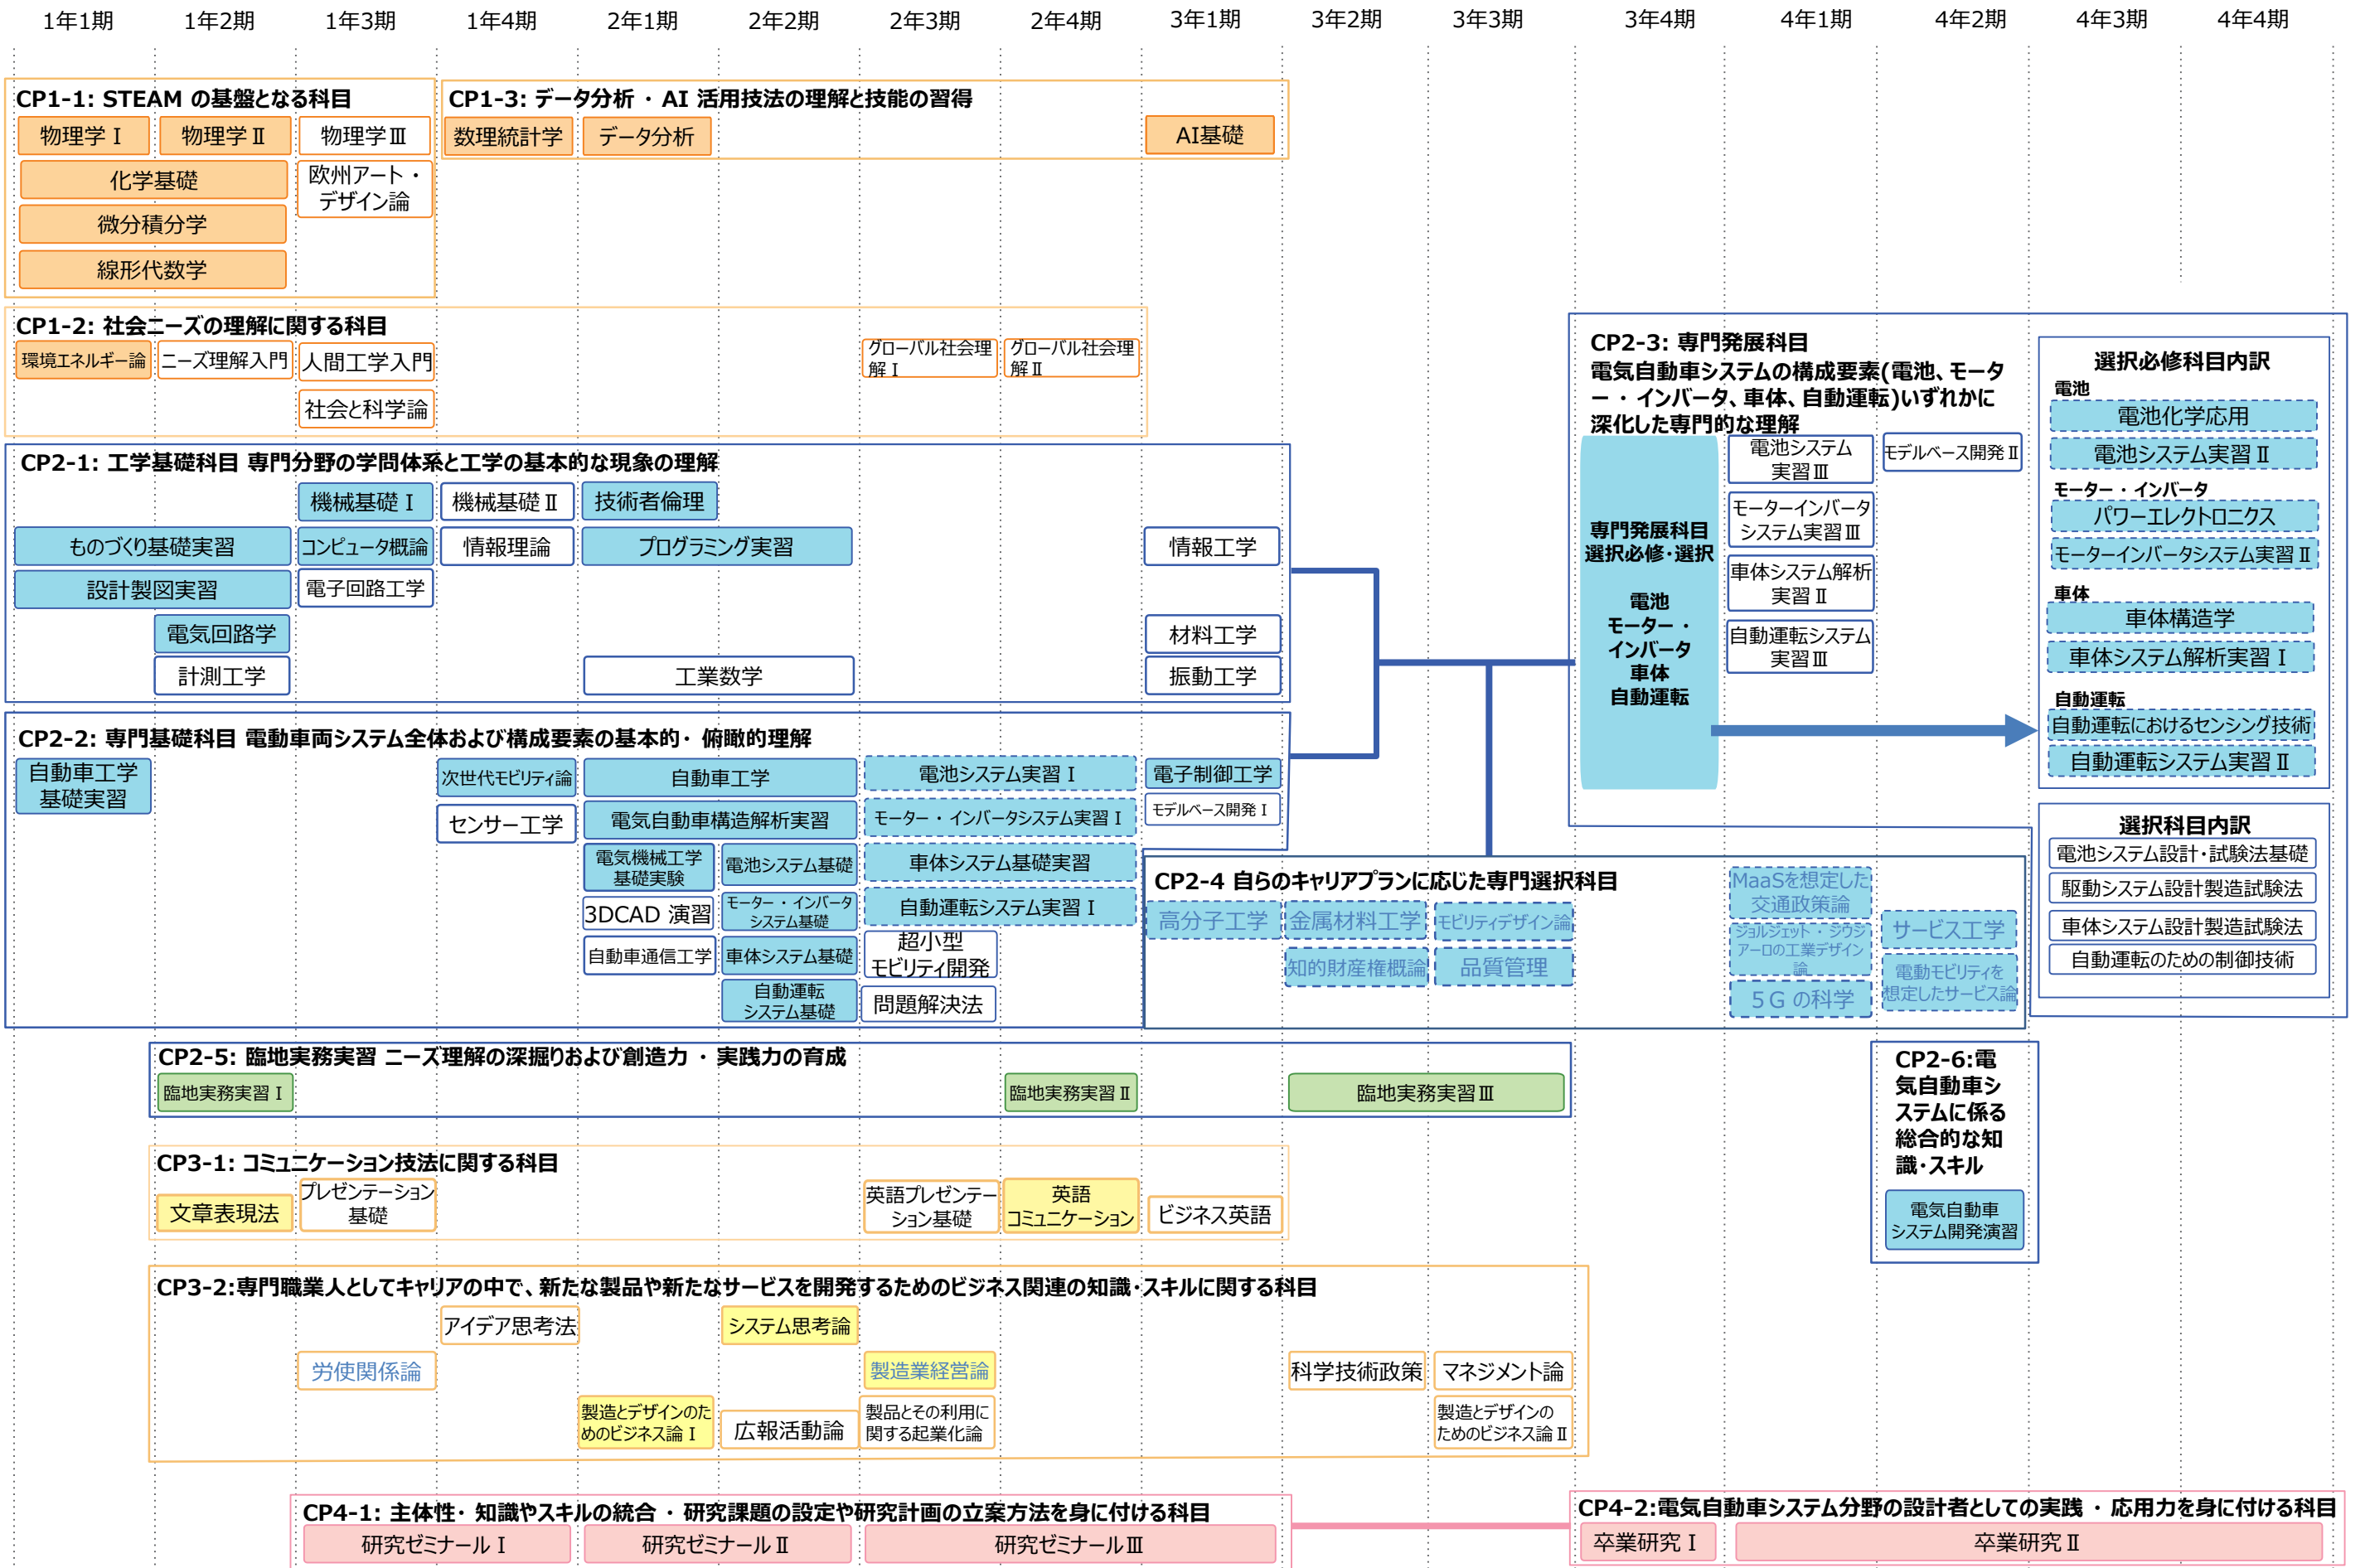 1年1期
1年2期
1年3期
1年4期
2年1期
2年2期
2年3期
2年4期
3年1期
3年2期
3年3期
3年4期
4年1期
4年2期
4年3期
4年4期
CP1-1: STEAM の基盤となる科目
物理学Ⅰ
物理学Ⅱ
物理学Ⅲ
化学基礎
欧州アート・
デザイン論
微分積分学
線形代数学
CP1-3: データ分析・AI 活用技法の理解と技能の習得
数理統計学
データ分析
AI基礎
CP1-2: 社会ニーズの理解に関する科目
環境エネルギー論
ニーズ理解入門
人間工学入門
社会と科学論
グローバル社会理
解Ⅰ
グローバル社会理
解Ⅱ
CP2-1: 工学基礎科目 専門分野の学問体系と工学の基本的な現象の理解
機械基礎Ⅰ
機械基礎Ⅱ
技術者倫理
ものづくり基礎実習
コンピュータ概論
情報理論
プログラミング実習
情報工学
設計製図実習
電子回路工学
電気回路学
材料工学
計測工学
工業数学
振動工学
CP2-2: 専門基礎科目 電動車両システム全体および構成要素の基本的・俯瞰的理解
自動車工学
基礎実習
次世代モビリティ論
センサー工学
自動車工学
電気自動車構造解析実習
電気機械工学
基礎実験
3DCAD 演習
自動車通信工学
電池システム基礎
モーター・インバータ
システム基礎
車体システム基礎
自動運転
システム基礎
電池システム実習Ⅰ
モーター・インバータシステム実習Ⅰ
車体システム基礎実習
自動運転システム実習Ⅰ
超小型
モビリティ開発
問題解決法
電子制御工学
モデルベース開発Ⅰ
CP2-3: 専門発展科目
電気自動車システムの構成要素(電池、モータ
ー・インバータ、車体、自動運転)いずれかに
深化した専門的な理解
専門発展科目
選択必修・選択
電池
モーター・
インバータ
車体
自動運転
電池システム
実習Ⅲ
モーターインバータ
システム実習Ⅲ
車体システム解析
実習Ⅱ
自動運転システム
実習Ⅲ
モデルベース開発Ⅱ
選択必修科目内訳
電池
電池化学応用
電池システム実習Ⅱ
モーター・インバータ
パワーエレクトロニクス
モーターインバータシステム実習Ⅱ
車体
車体構造学
車体システム解析実習Ⅰ
自動運転
自動運転におけるセンシング技術
自動運転システム実習Ⅱ
選択科目内訳
電池システム設計・試験法基礎
駆動システム設計製造試験法
車体システム設計製造試験法
自動運転のための制御技術
CP2-4 自らのキャリアプランに応じた専門選択科目
高分子工学
金属材料工学
モビリティデザイン論
知的財産権概論
品質管理
MaaSを想定した
交通政策論
ジョルジェット・ジウジ
アーロの工業デザイン
論
5Gの科学
サービス工学
電動モビリティを
想定したサービス論
CP2-5: 臨地実務実習 ニーズ理解の深掘りおよび創造力・実践力の育成
臨地実務実習Ⅰ
臨地実務実習Ⅱ
臨地実務実習Ⅲ
CP2-6:電
気自動車シ
ステムに係る
総合的な知
識・スキル
電気自動車
システム開発演習
CP3-1: コミュニケーション技法に関する科目
文章表現法
プレゼンテーション
基礎
英語プレゼンテー
ション基礎
英語
コミュニケーション
ビジネス英語
CP3-2:専門職業人としてキャリアの中で、新たな製品や新たなサービスを開発するためのビジネス関連の知識・スキルに関する科目
アイデア思考法
システム思考論
労使関係論
製造業経営論
科学技術政策
マネジメント論
製造とデザインのた
めのビジネス論Ⅰ
広報活動論
製品とその利用に
関する起業化論
製造とデザインの
ためのビジネス論Ⅱ
CP4-1: 主体性・知識やスキルの統合・研究課題の設定や研究計画の立案方法を身に付ける科目
研究ゼミナールⅠ
研究ゼミナールⅡ
研究ゼミナールⅢ
CP4-2:電気自動車システム分野の設計者としての実践・応用力を身に付ける科目
卒業研究Ⅰ
卒業研究Ⅱ